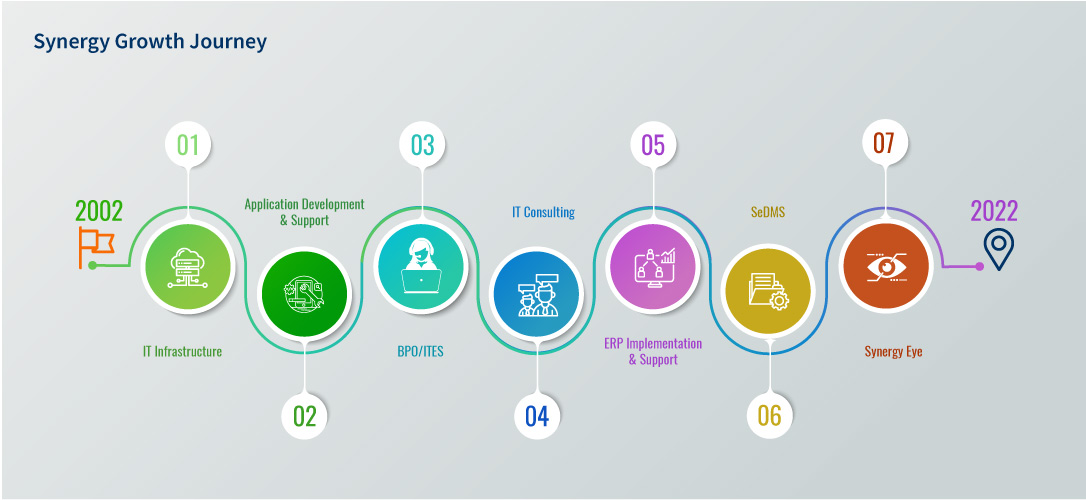 Synergy Growth Journey
2002
01
IT Infrastructure
Application Development
& Support
02
03
BPO/ITES
IT Consulting
04
05
ERP Implementation
& Support
SeDMS
06
07
Synergy Eye
2022